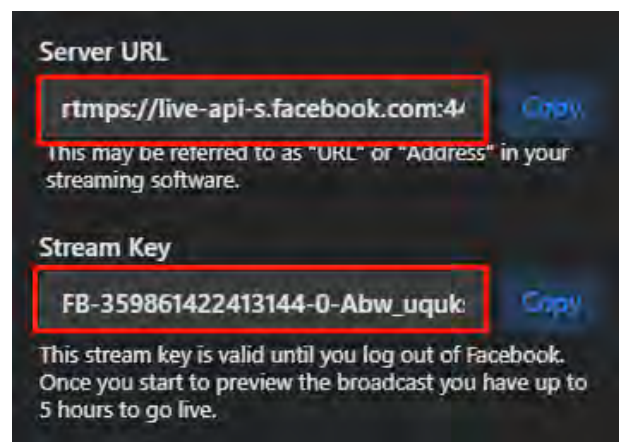 Server URL
rtmps://live-api-s.facebook.com:44
Copy
This may be referred to as "URL" or "Address" in your
streaming software.
Stream Key
FB-359861422413144-0-Abw_uquk
Copy
This stream key is valid until you log out of Facebook.
Once you start to preview the broadcast you have up to
5 hours to go live.